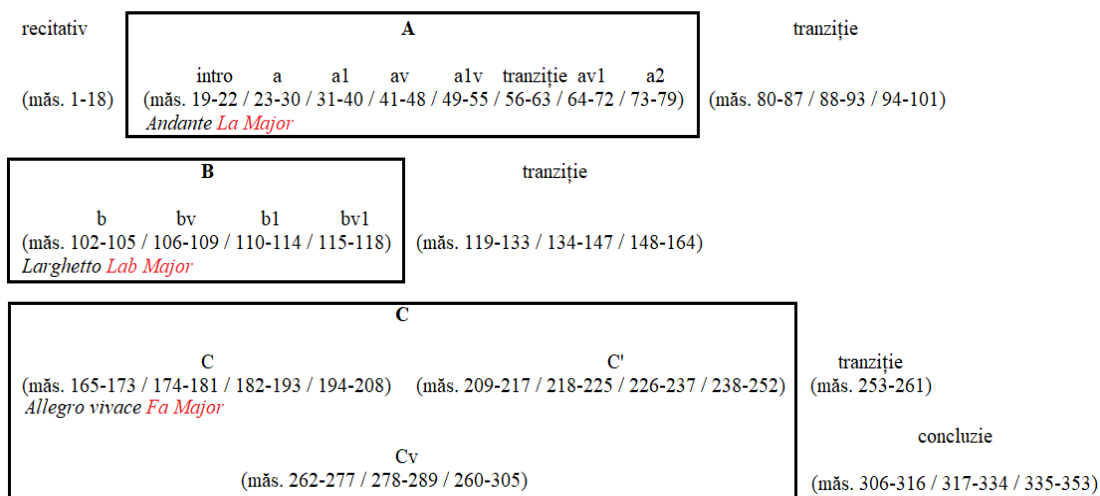 recitativ A tranziție
intro a a1 av a1v tranziție av1 a2
(măs. 1-18) (măs. 19-22 / 23-30 / 31-40 / 41-48 / 49-55 / 56-63 / 64-72 / 73-79) (măs. 80-87 / 88-93 / 94-101)
Andante La Major
B tranziție
b bv b1 bv1
(măs. 102-105 / 106-109 / 110-114 / 115-118) (măs. 119-133 / 134-147 / 148-164)
Larghetto Lab Major
C
C C' tranziție
(măs. 165-173 / 174-181 / 182-193 / 194-208) (măs. 209-217 / 218-225 / 226-237 / 238-252) (măs. 253-261)
Allegro vivace Fa Major
concluzie
Cv
(măs. 262-277 / 278-289 / 260-305) (măs. 306-316 / 317-334 / 335-353)